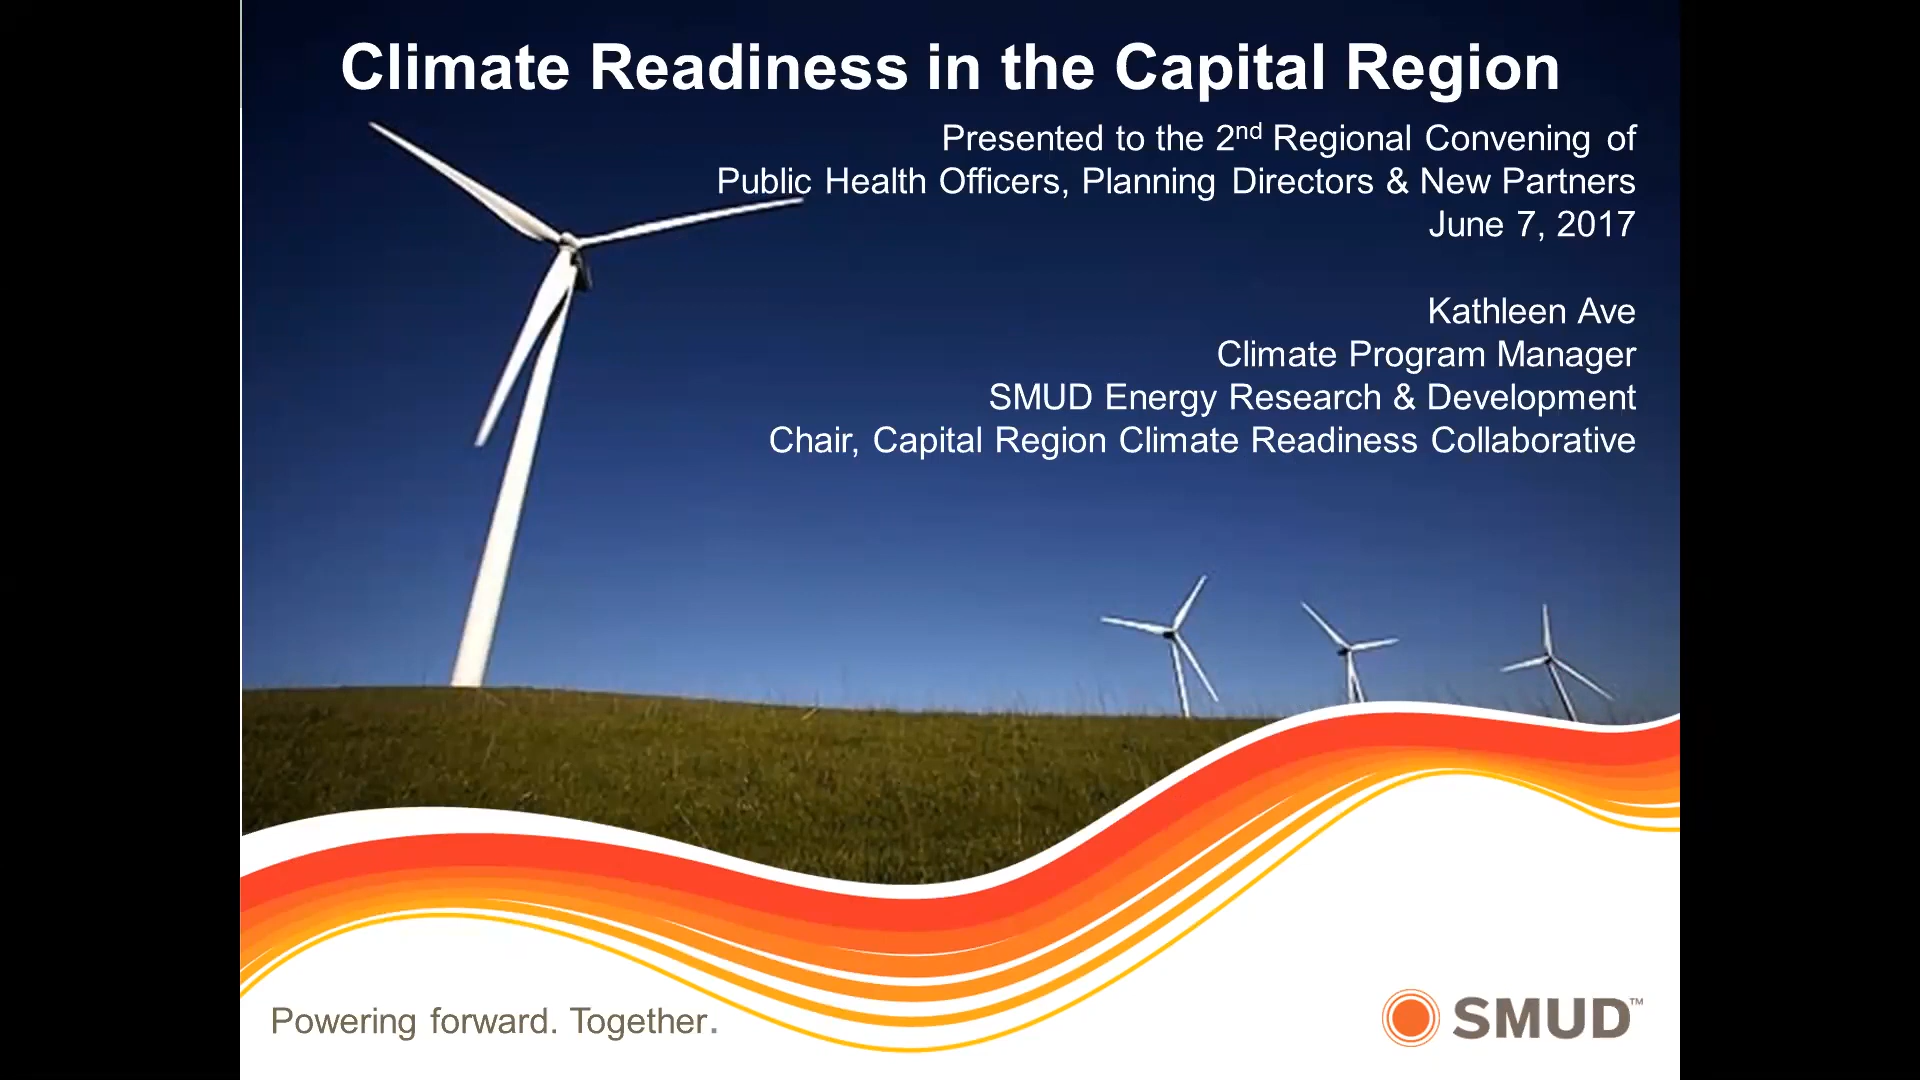 Climate Readiness in the Capital Region
Presented to the 2nd Regional Convening of
Public Health Officers, Planning Directors & New Partners
June 7, 2017
Kathleen Ave
Climate Program Manager
SMUD Energy Research & Development
Chair, Capital Region Climate Readiness Collaborative
Powering forward. Together.
SMUD™